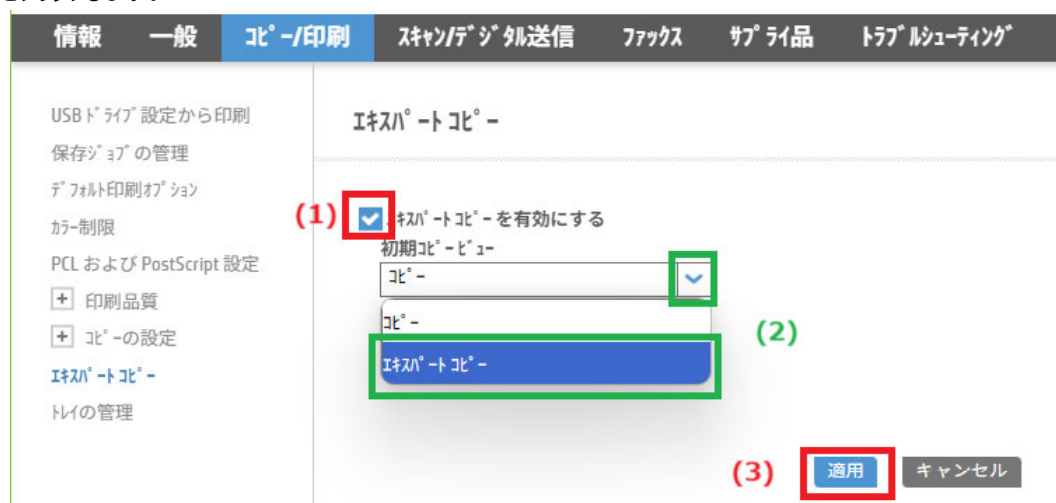 情報 一般 ｺﾋﾟｰ/印刷 ｽｷｬﾝ/ﾃﾞｼﾞﾀﾙ送信 ﾌｧｯｸｽ ｻﾌﾟﾗｲ品 ﾄﾗﾌﾞﾙｼｭｰﾃｨﾝｸﾞ
USB ﾄﾞﾗｲﾌﾞ設定から印刷
保存ｼﾞｮﾌﾞの管理
ﾃﾞﾌｫﾙﾄ印刷ｵﾌﾟｼｮﾝ
ｶﾗｰ制限
PCL および PostScript 設定
+ 印刷品質
+ ｺﾋﾟｰの設定
ｴｷｽﾊﾟｰﾄ ｺﾋﾟｰ
ﾄﾚｲの管理
ｴｷｽﾊﾟｰﾄ ｺﾋﾟｰ
(1) ｷｽﾊﾟｰﾄ ｺﾋﾟｰを有効にする
初期ｺﾋﾟｰ ﾋﾞｭｰ
ｺﾋﾟｰ
ｺﾋﾟｰ
(2)
ｴｷｽﾊﾟｰﾄ ｺﾋﾟｰ
(3) 適用 キャンセル